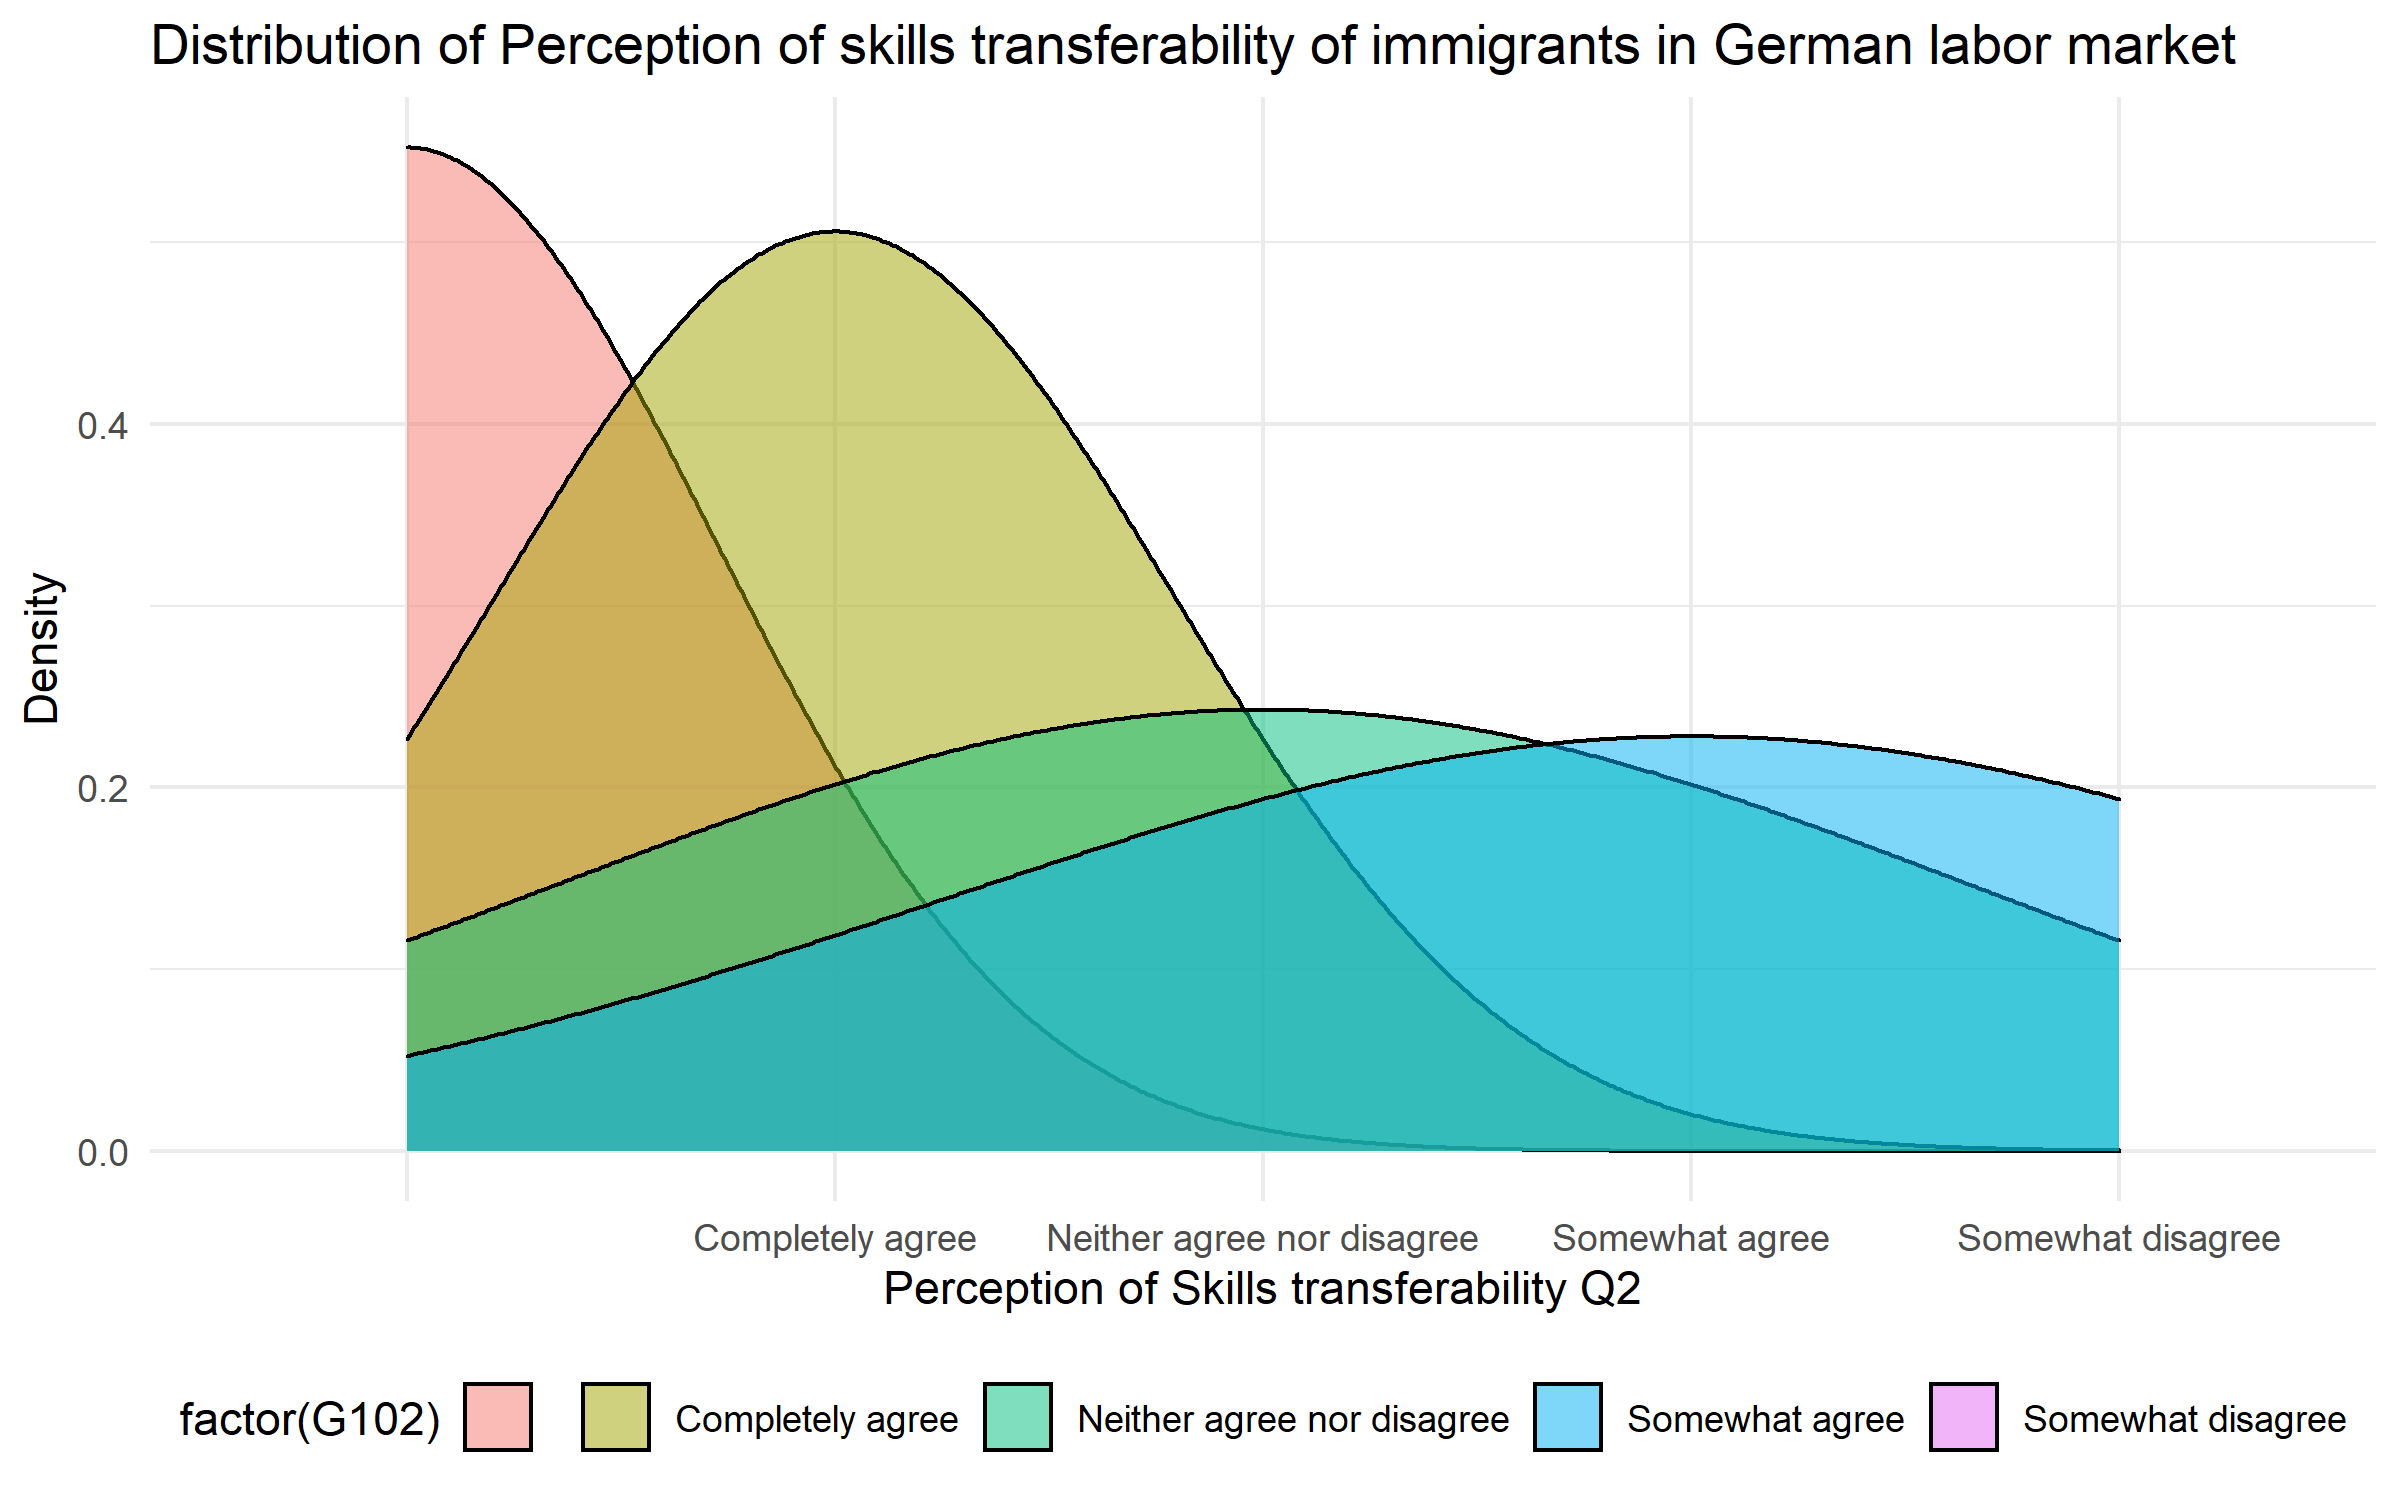 Distribution of Perception of skills transferability of immigrants in German labor market
Density
0.4
0.2
0.0
Completely agree Neither agree nor disagree Somewhat agree Somewhat disagree
Perception of Skills transferability Q2
factor(G102) Completely agree Neither agree nor disagree Somewhat agree Somewhat disagree